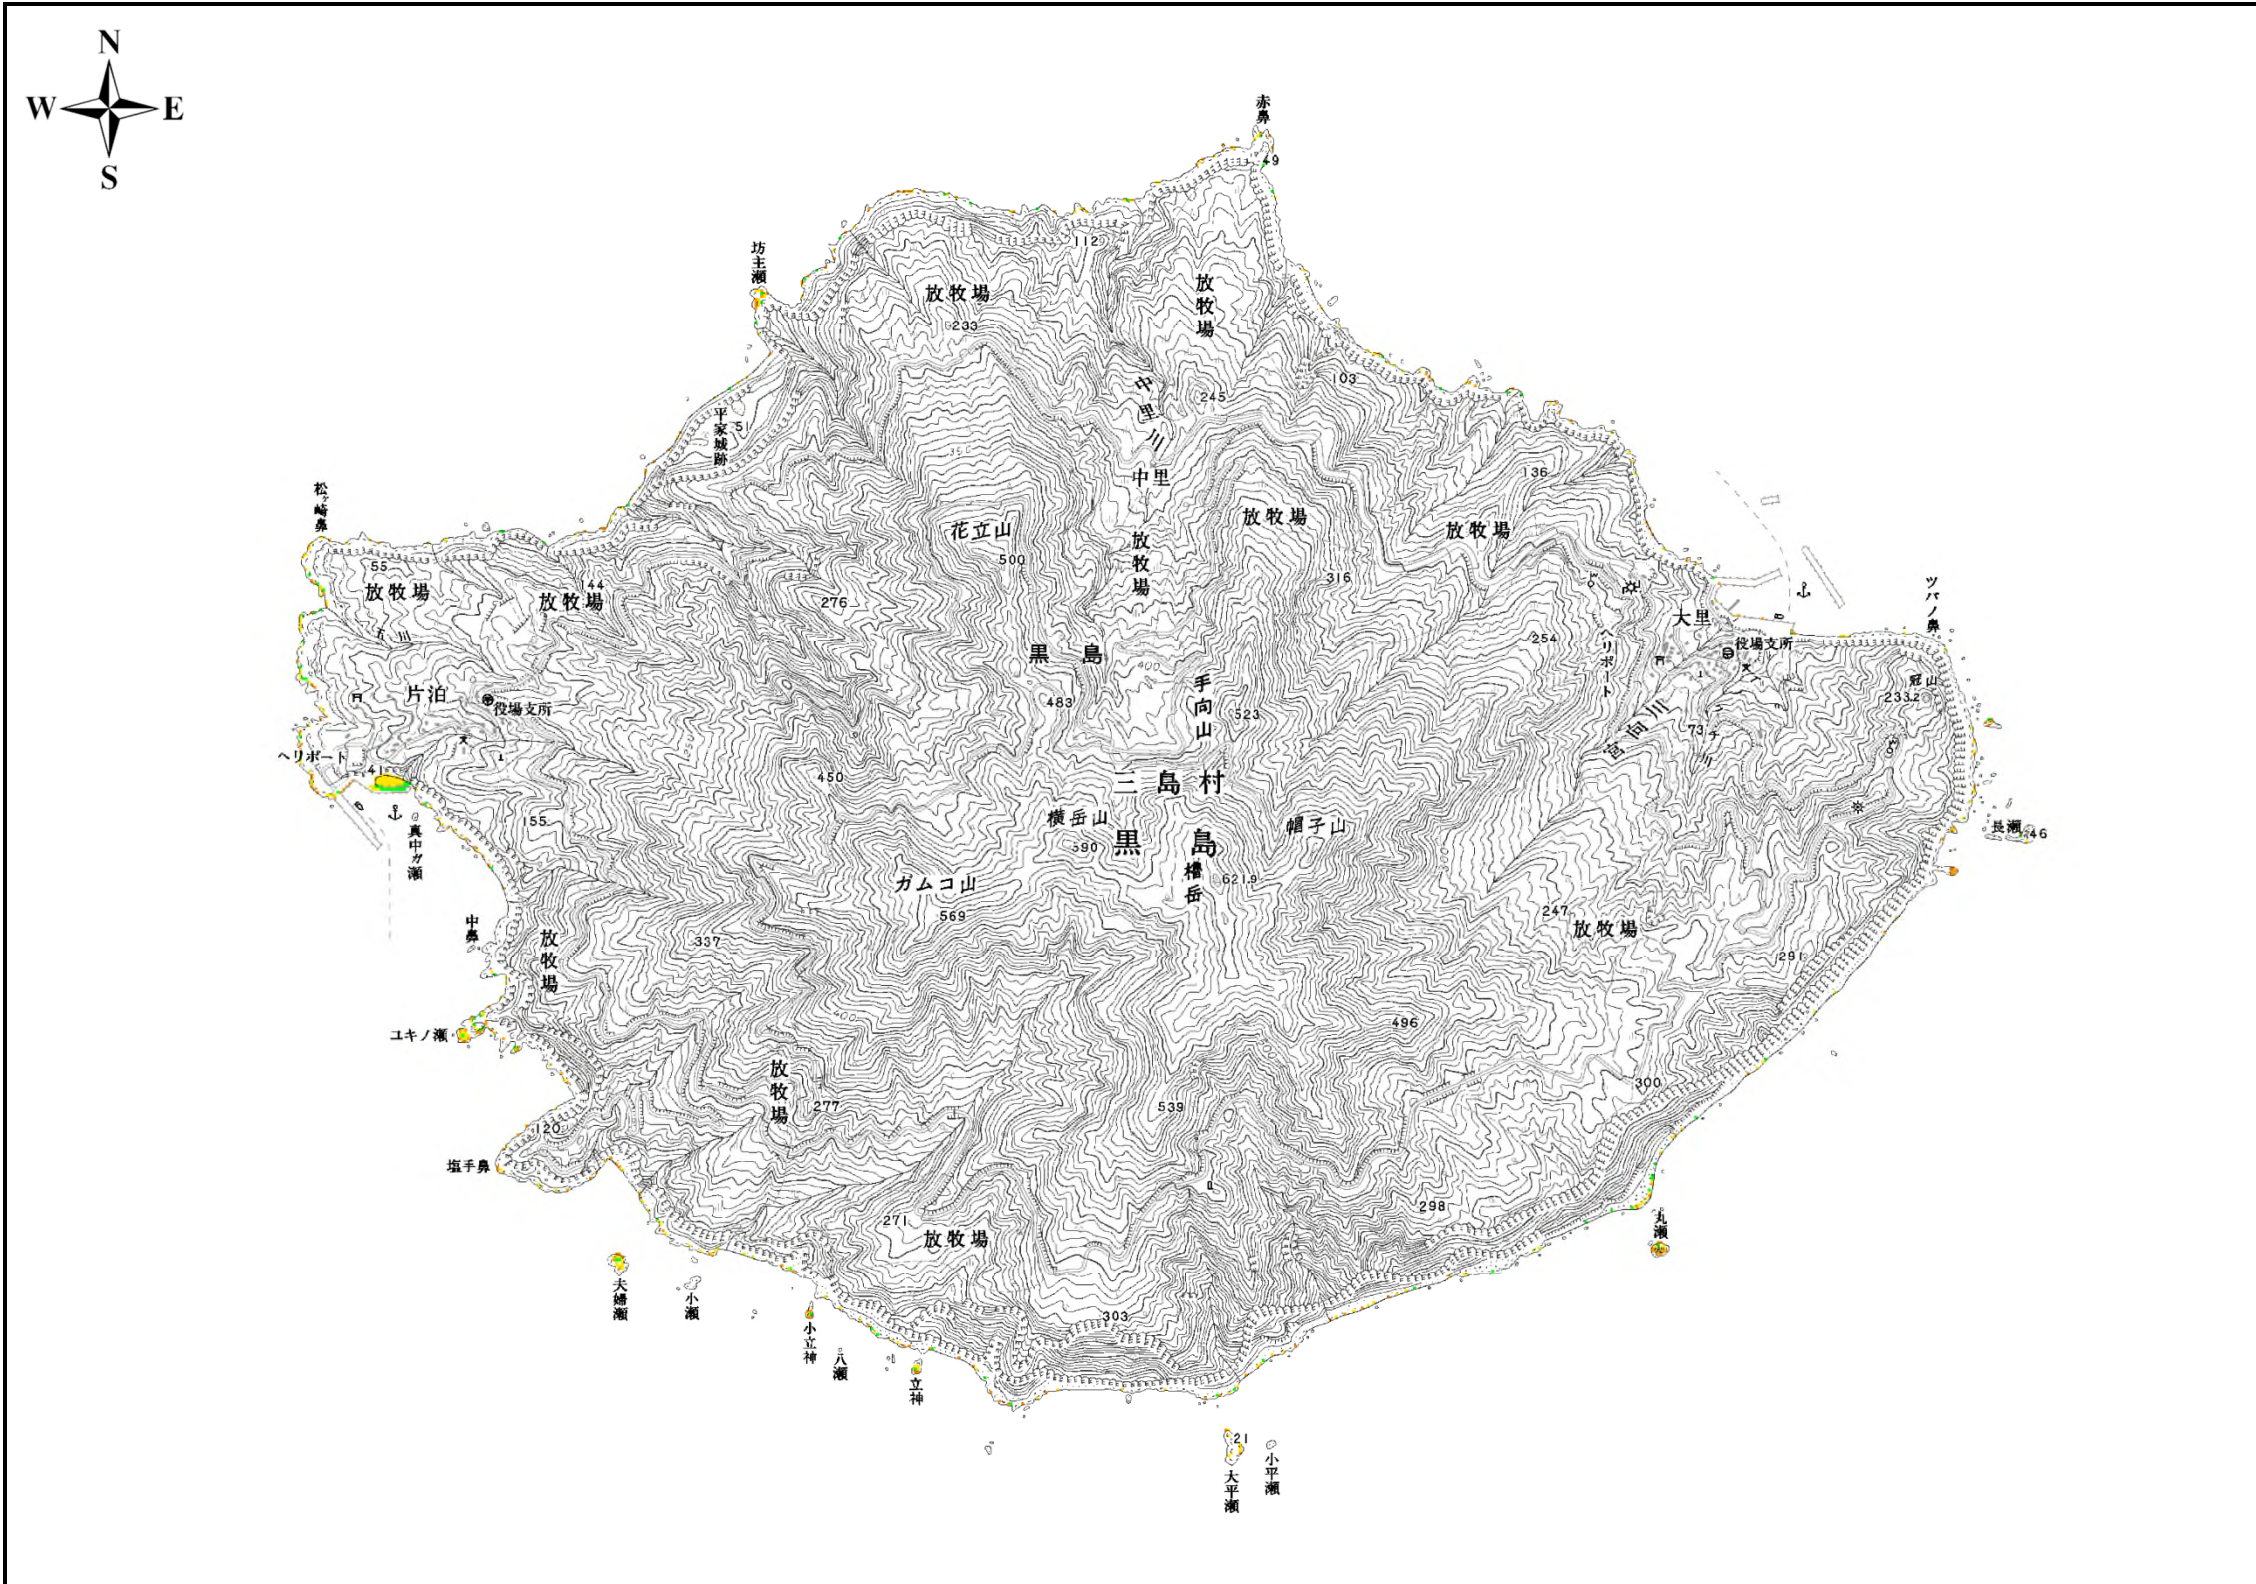 N
W
E
S
赤鼻
49
坊主瀬
112
放牧場
放牧場
233
中里川
103
245
平家城跡
51
中里
136
松ヶ崎鼻
放牧場
放牧場
花立山
放牧場
500
55
放牧場
144
放牧場
276
316
ツバノ鼻
大里
254
ヘリポート
役場支所
黒島
400
手向山
冠山
233.2
片泊
役場支所
483
523
宮向川
73
ヘリポート
41
450
三島村
真中ガ瀬
155
横岳山
590
黒島
帽子山
長瀬
46
ガムコ山
569
櫓岳
621.9
247
放牧場
中鼻
放牧場
337
291
ユキノ瀬
400
496
放牧場
277
539
300
120
塩手鼻
298
271
放牧場
丸瀬
夫婦瀬
小瀬
303
小立神
八瀬
立神
21
大平瀬
小平瀬